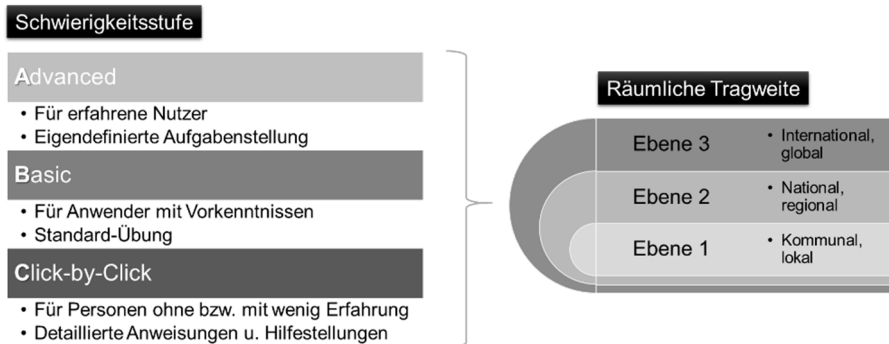 Schwierigkeitsstufe
Advanced
• Für erfahrene Nutzer
• Eigendefinierte Aufgabenstellung
Basic
• Für Anwender mit Vorkenntnissen
• Standard-Übung
Click-by-Click
• Für Personen ohne bzw. mit wenig Erfahrung
• Detaillierte Anweisungen u. Hilfestellungen
Räumliche Tragweite
Ebene 3
• International,
global
Ebene 2
• National,
regional
Ebene 1
• Kommunal,
lokal